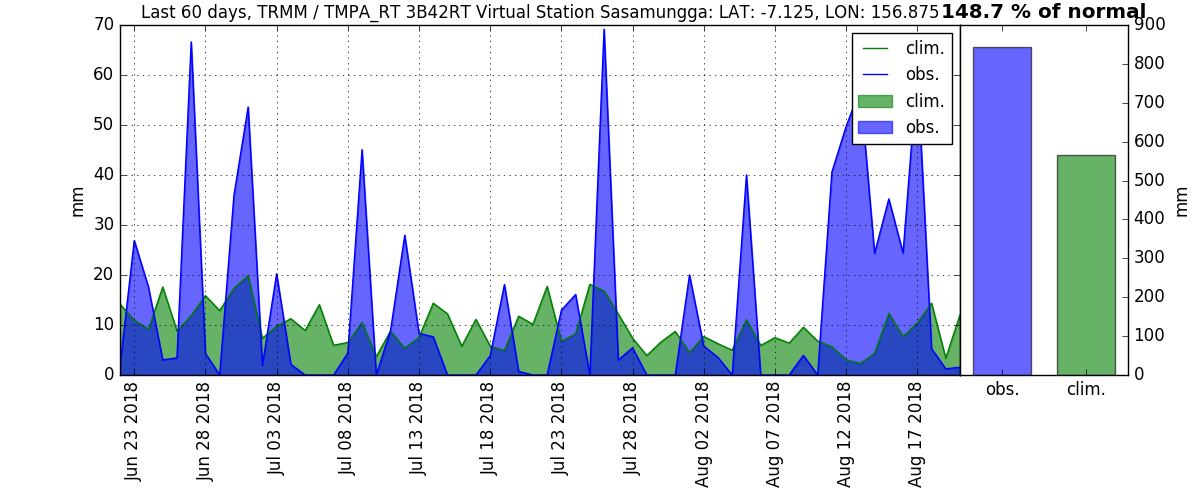 Last 60 days, TRMM / TMPA_RT 3B42RT Virtual Station Sasamungga: LAT: -7.125, LON: 156.875
148.7 % of normal
70
60
50
40
30
20
10
0
mm
clim.
obs.
clim.
obs.
900
800
700
600
500
400
300
200
100
0
mm
obs.
clim.
Jun 23 2018
Jun 28 2018
Jul 03 2018
Jul 08 2018
Jul 13 2018
Jul 18 2018
Jul 23 2018
Jul 28 2018
Aug 02 2018
Aug 07 2018
Aug 12 2018
Aug 17 2018